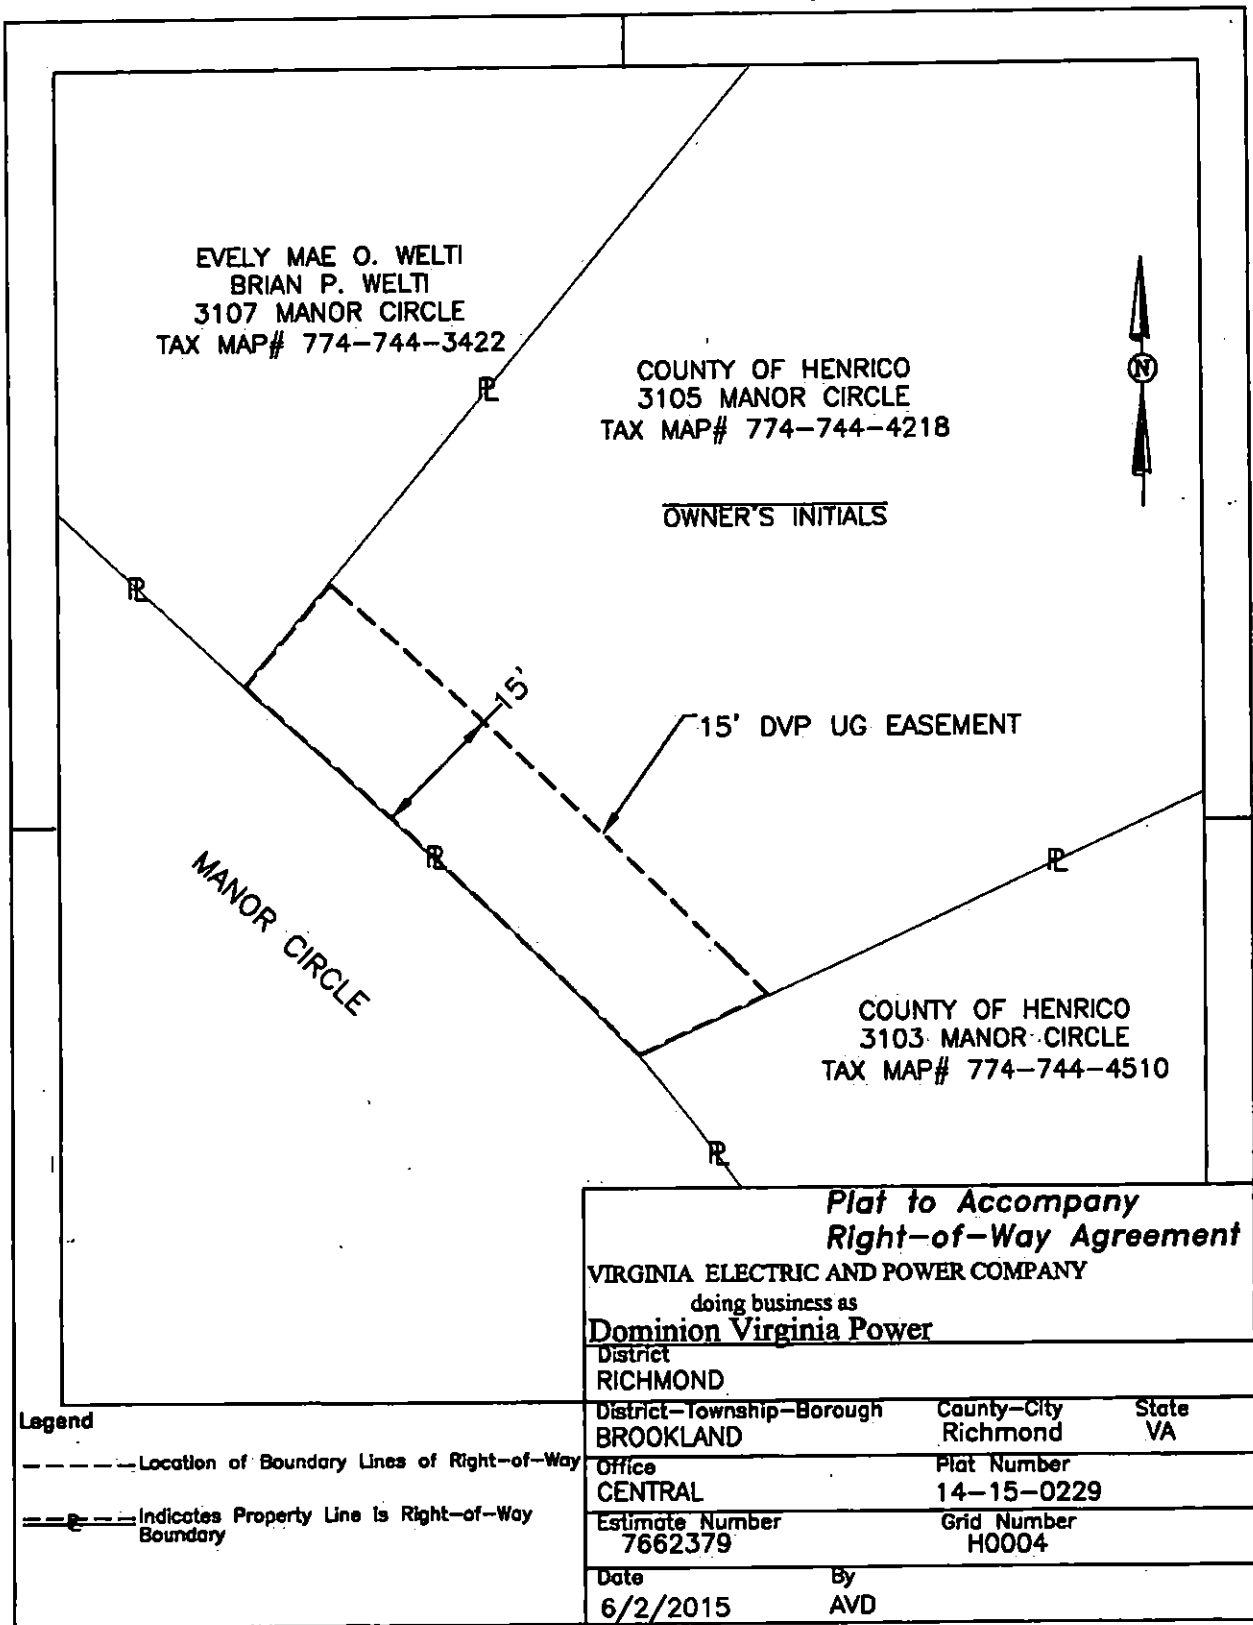 EVELY MAE O. WELTI
BRIAN P. WELTI
3107 MANOR CIRCLE
TAX MAP# 774-744-3422
PL
COUNTY OF HENRICO
3105 MANOR CIRCLE
TAX MAP# 774-744-4218
N
OWNER'S INITIALS
PL
15'
15' DVP UG EASEMENT
PL
PL
MANOR CIRCLE
COUNTY OF HENRICO
3103 MANOR CIRCLE
TAX MAP# 774-744-4510
PL
Plat to Accompany
Right-of-Way Agreement
VIRGINIA ELECTRIC AND POWER COMPANY
doing business as
Dominion Virginia Power
District
RICHMOND
District-Township-Borough County-City State
BROOKLAND Richmond VA
Office Plat Number
CENTRAL 14-15-0229
Estimate Number Grid Number
7662379 H0004
Date By
6/2/2015 AVD
Legend
Location of Boundary Lines of Right-of-Way
PL Indicates Property Line is Right-of-Way
Boundary